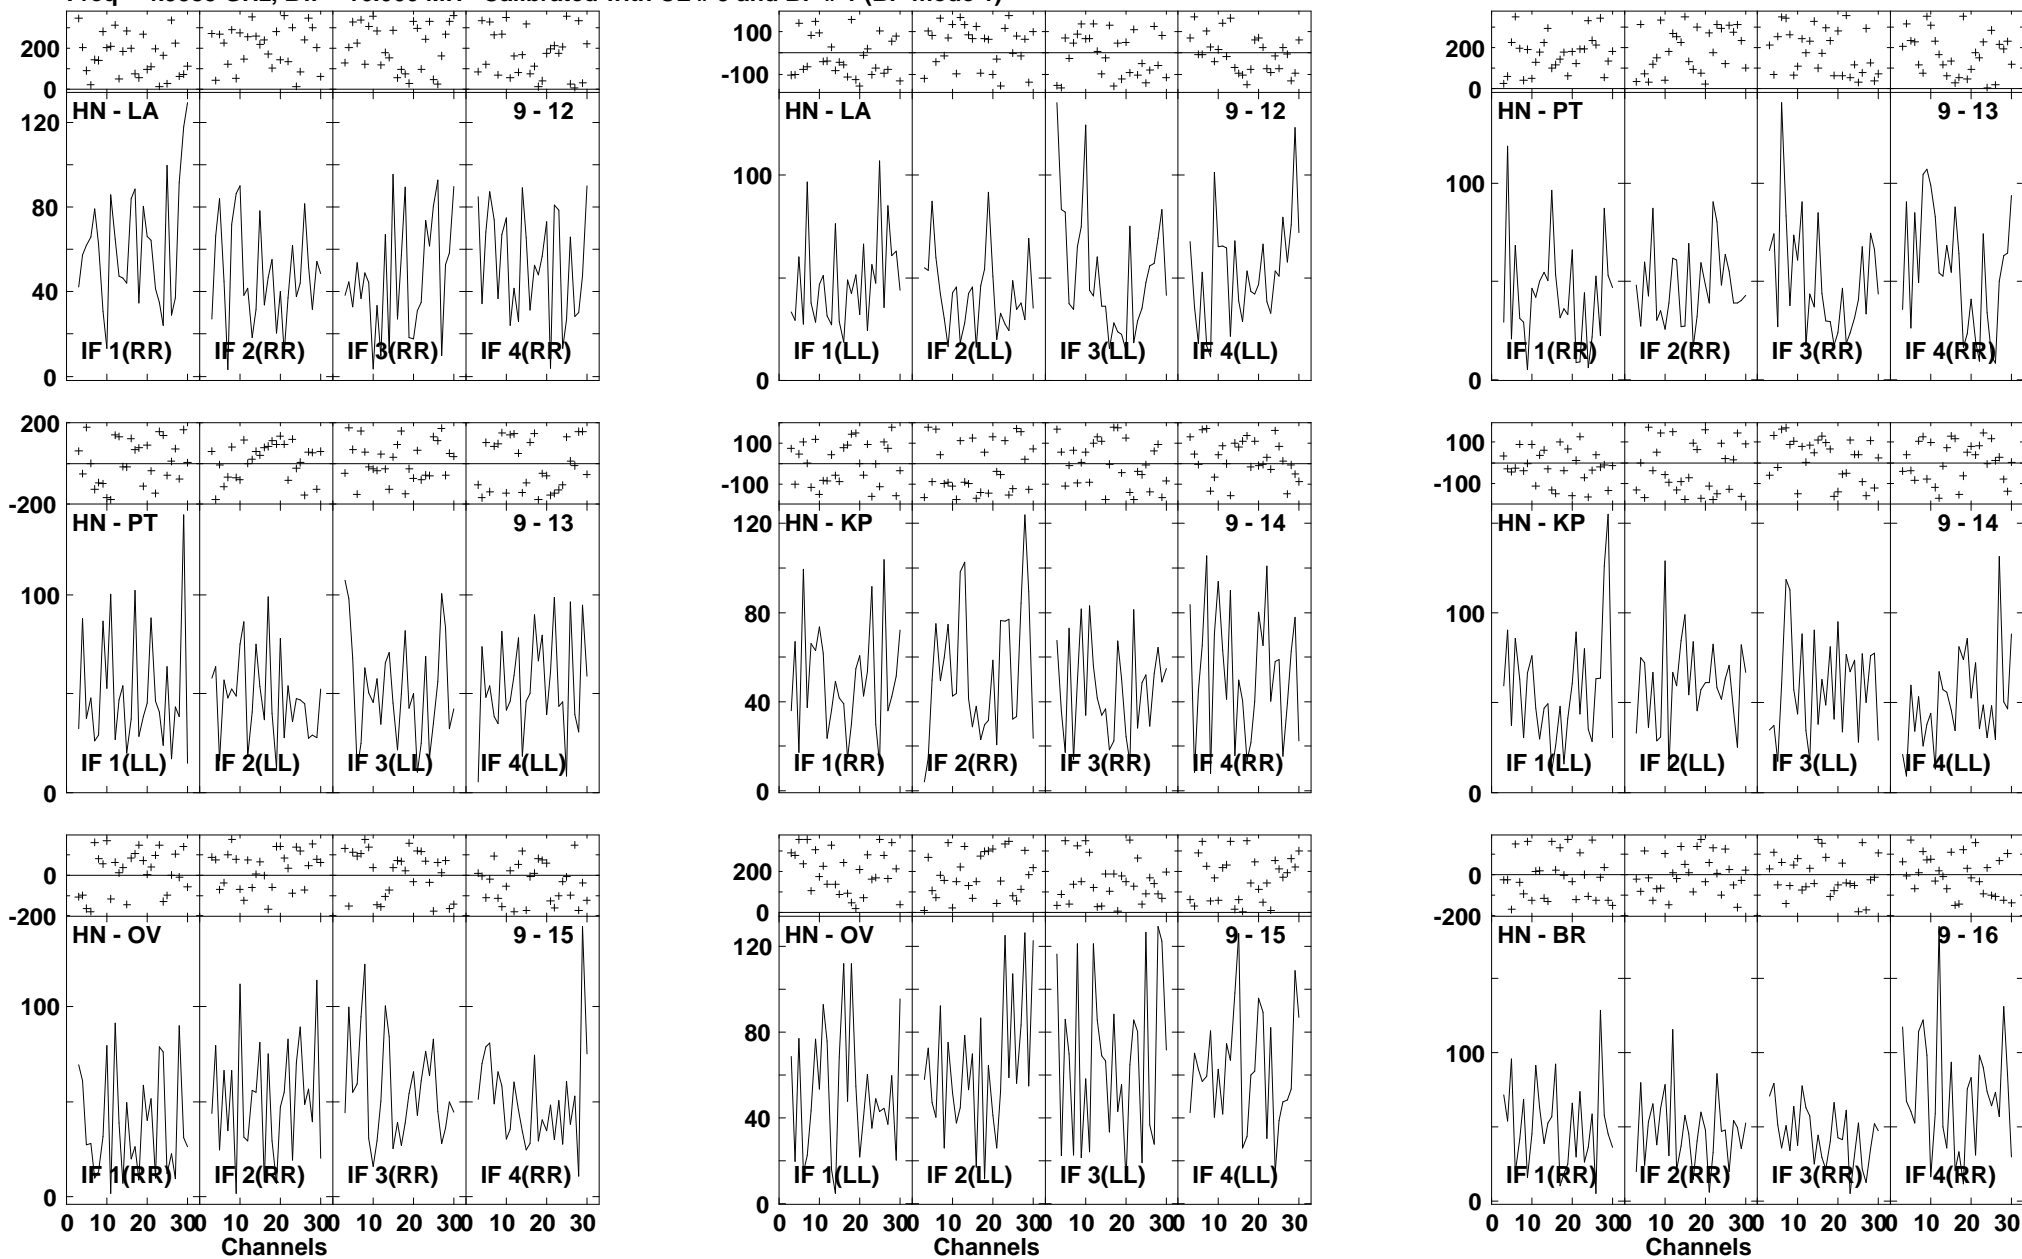 200
0
HN - LA
9 - 12
120
80
40
0
IF 1(RR)
IF 2(RR)
IF 3(RR)
IF 4(RR)
100
-100
HN - LA
9 - 12
100
0
IF 1(LL)
IF 2(LL)
IF 3(LL)
IF 4(LL)
200
0
HN - PT
9 - 13
100
0
IF 1(RR)
IF 2(RR)
IF 3(RR)
IF 4(RR)
200
-200
HN - PT
9 - 13
100
0
IF 1(LL)
IF 2(LL)
IF 3(LL)
IF 4(LL)
100
-100
HN - KP
9 - 14
120
80
40
0
IF 1(RR)
IF 2(RR)
IF 3(RR)
IF 4(RR)
100
-100
HN - KP
9 - 14
100
0
IF 1(LL)
IF 2(LL)
IF 3(LL)
IF 4(LL)
0
-200
HN - OV
9 - 15
100
0
IF 1(RR)
IF 2(RR)
IF 3(RR)
IF 4(RR)
0 10 20 30 0 10 20 30 0 10 20 30 0 10 20 30
Channels
200
0
HN - OV
9 - 15
120
80
40
0
IF 1(LL)
IF 2(LL)
IF 3(LL)
IF 4(LL)
0 10 20 30 0 10 20 30 0 10 20 30 0 10 20 30
Channels
0
-200
HN - BR
9 - 16
100
0
IF 1(RR)
IF 2(RR)
IF 3(RR)
IF 4(RR)
0 10 20 30 0 10 20 30 0 10 20 30 0 10 20 30
Channels